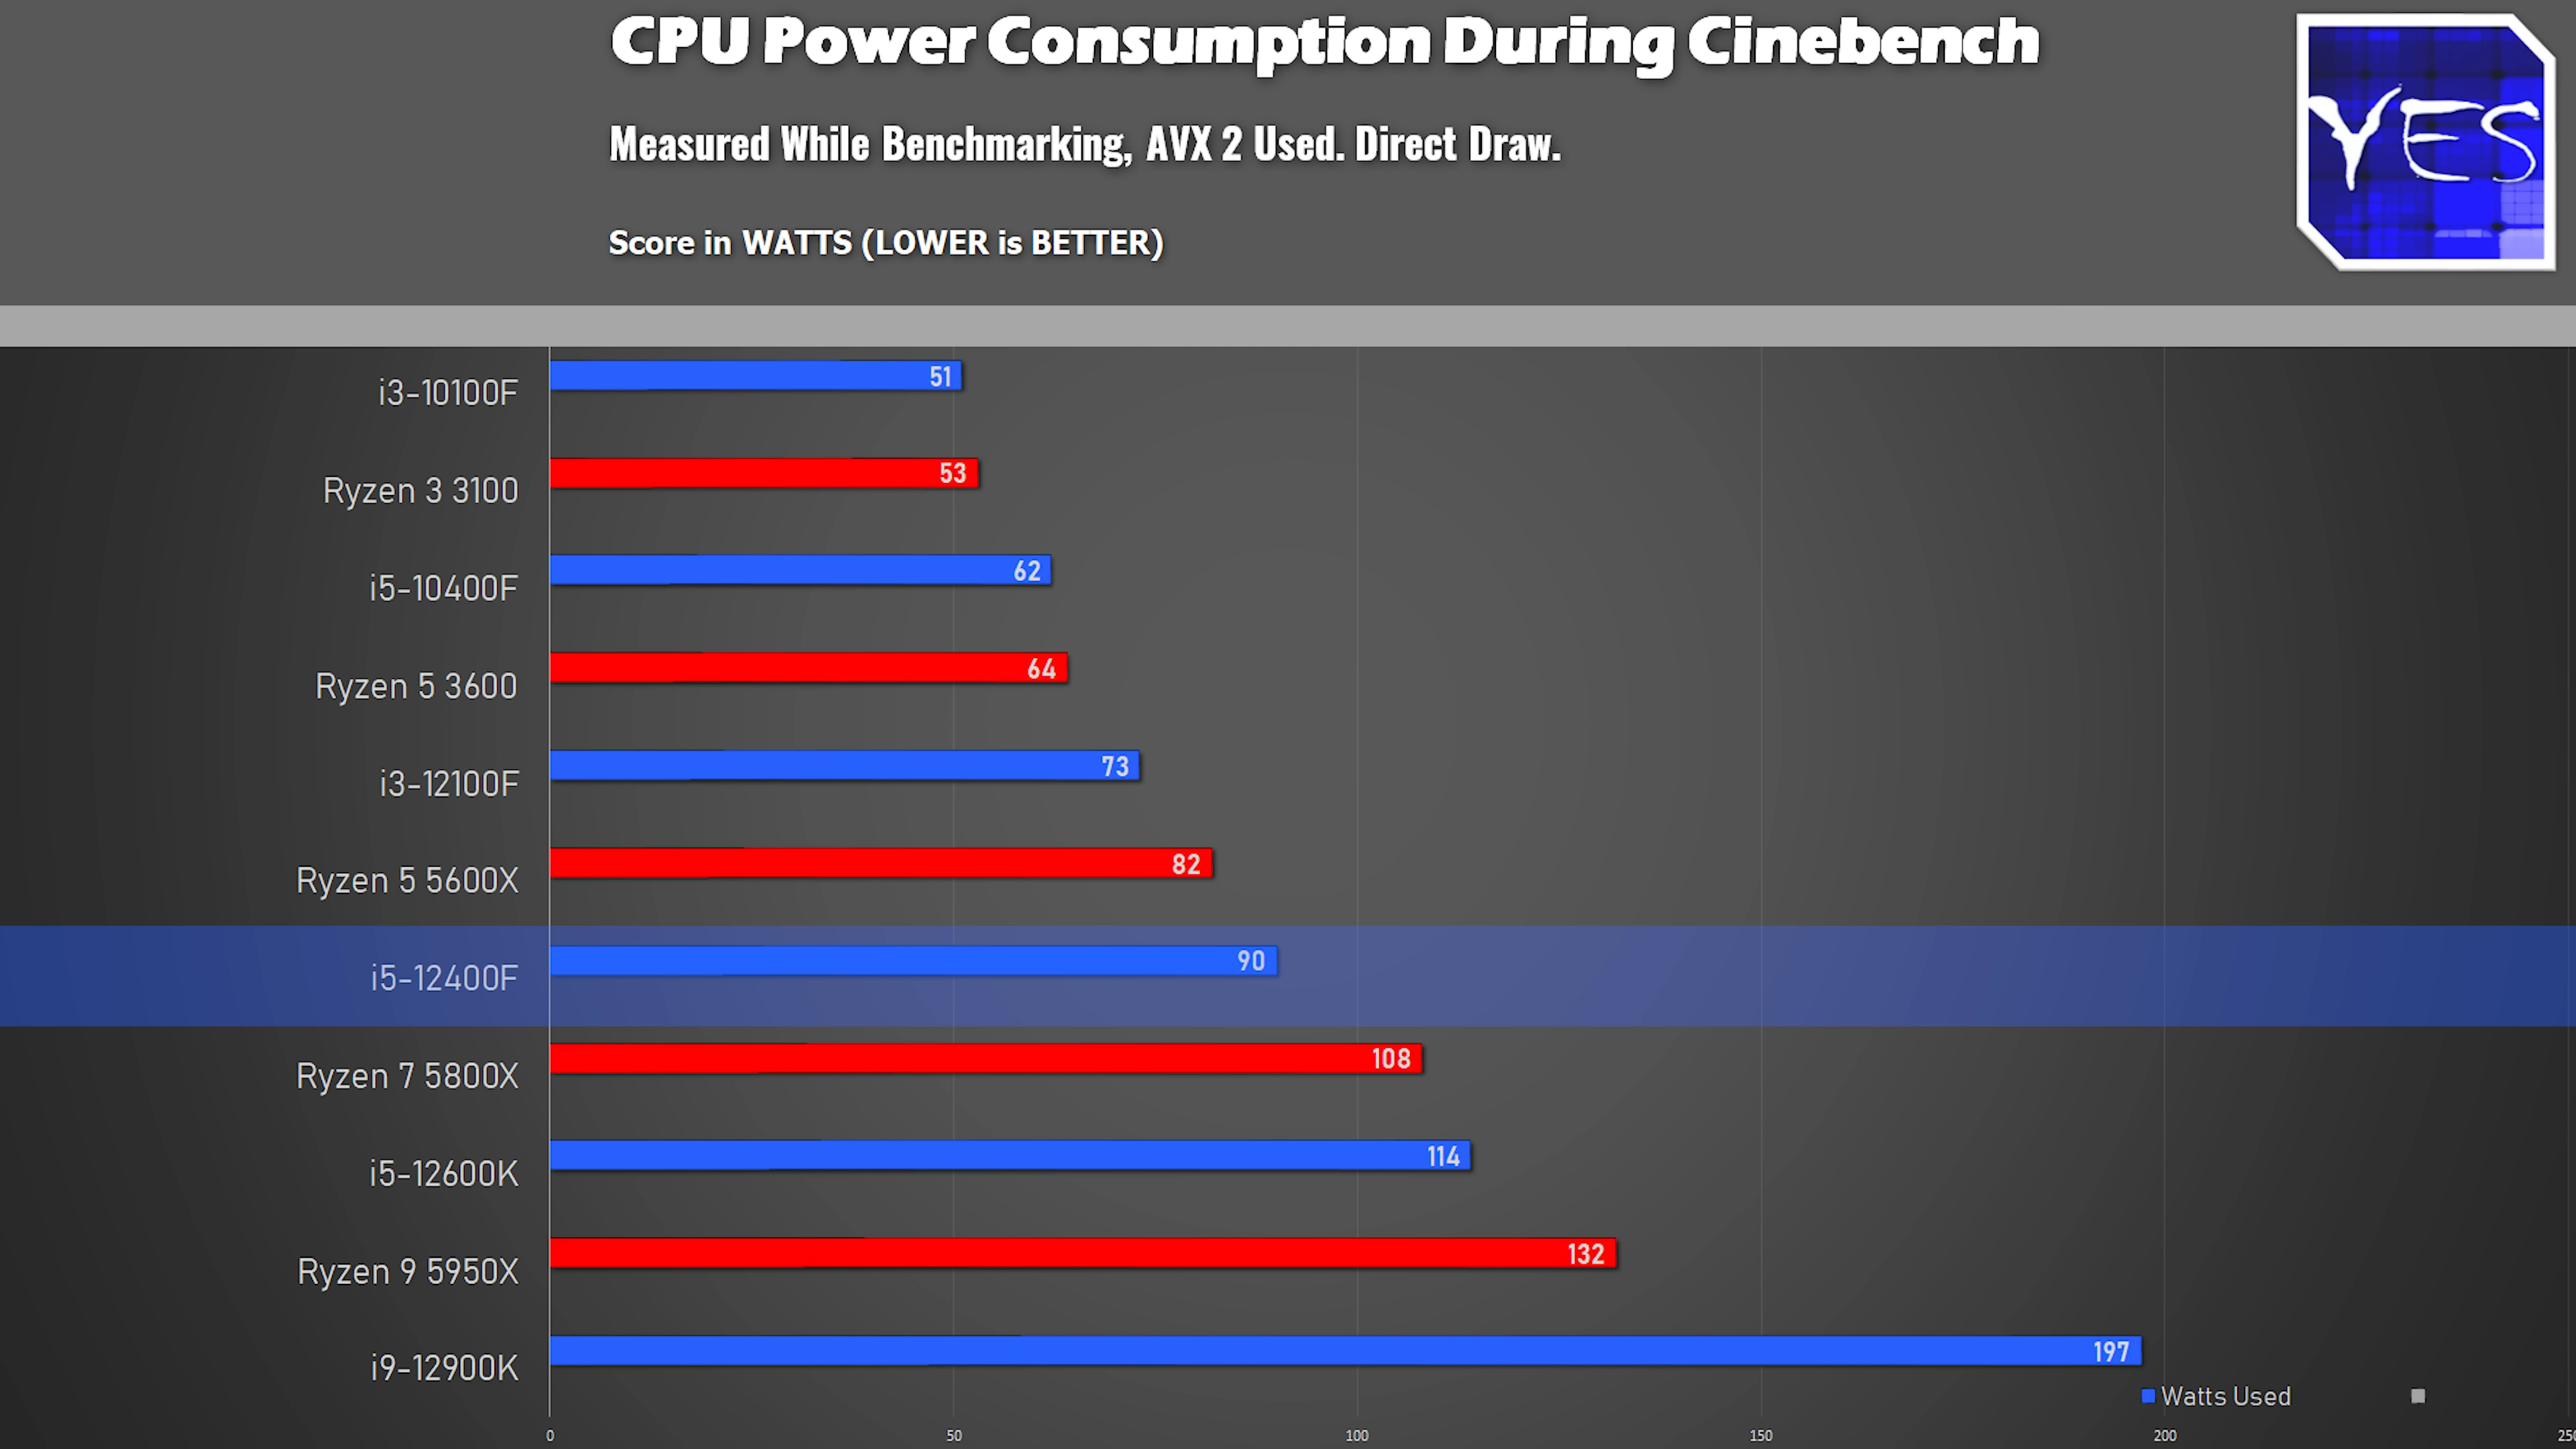 CPU Power Consumption During Cinebench
YES
Measured While Benchmarking, AVX 2 Used. Direct Draw.
Score in WATTS (LOWER is BETTER)
i3-10100F 51
Ryzen 3 3100 53
i5-10400F 62
Ryzen 5 3600 64
i3-12100F 73
Ryzen 5 5600X 82
i5-12400F 90
Ryzen 7 5800X 108
i5-12600K 114
Ryzen 9 5950X 132
i9-12900K 197
Watts Used
0 50 100 150 200